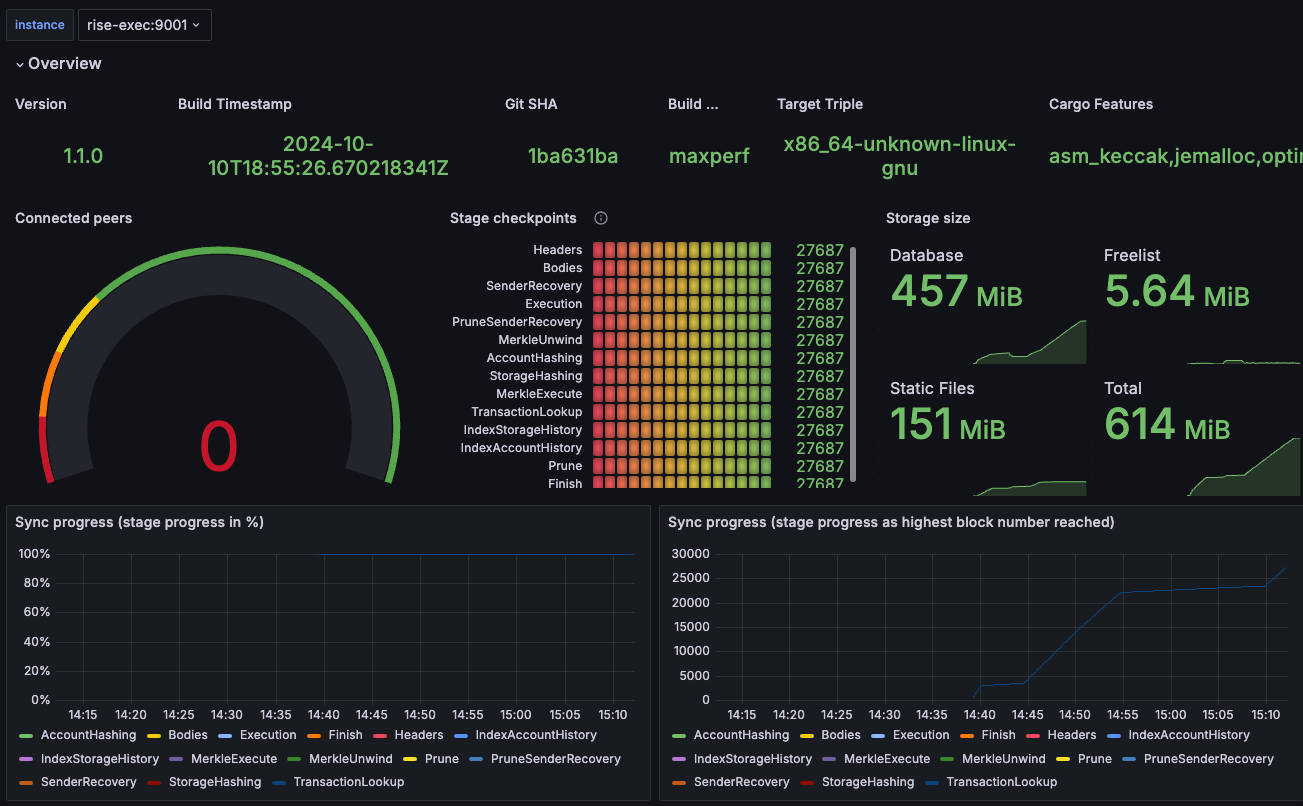 instance rise-exec:9001
Overview
Version Build Timestamp Git SHA Build ... Target Triple Cargo Features
1.1.0
2024-10-
10T18:55:26.670218341Z
1ba631ba
maxperf
x86_64-unknown-linux-
gnu
asm_keccak,jemalloc,optin
Connected peers
0
Stage checkpoints
Headers 27687
Bodies 27687
SenderRecovery 27687
Execution 27687
PruneSenderRecovery 27687
MerkleUnwind 27687
AccountHashing 27687
StorageHashing 27687
MerkleExecute 27687
TransactionLookup 27687
IndexStorageHistory 27687
IndexAccountHistory 27687
Prune 27687
Finish 27687
Storage size
Database Freelist
457 MiB 5.64 MiB
Static Files Total
151 MiB 614 MiB
Sync progress (stage progress in %)
100%
80%
60%
40%
20%
0%
14:15 14:20 14:25 14:30 14:35 14:40 14:45 14:50 14:55 15:00 15:05 15:10
AccountHashing Bodies Execution Finish Headers IndexAccountHistory
IndexStorageHistory MerkleExecute MerkleUnwind Prune PruneSenderRecovery
SenderRecovery StorageHashing TransactionLookup
Sync progress (stage progress as highest block number reached)
30000
25000
20000
15000
10000
5000
0
14:15 14:20 14:25 14:30 14:35 14:40 14:45 14:50 14:55 15:00 15:05 15:10
AccountHashing Bodies Execution Finish Headers IndexAccountHistory
IndexStorageHistory MerkleExecute MerkleUnwind Prune PruneSenderRecovery
SenderRecovery StorageHashing TransactionLookup